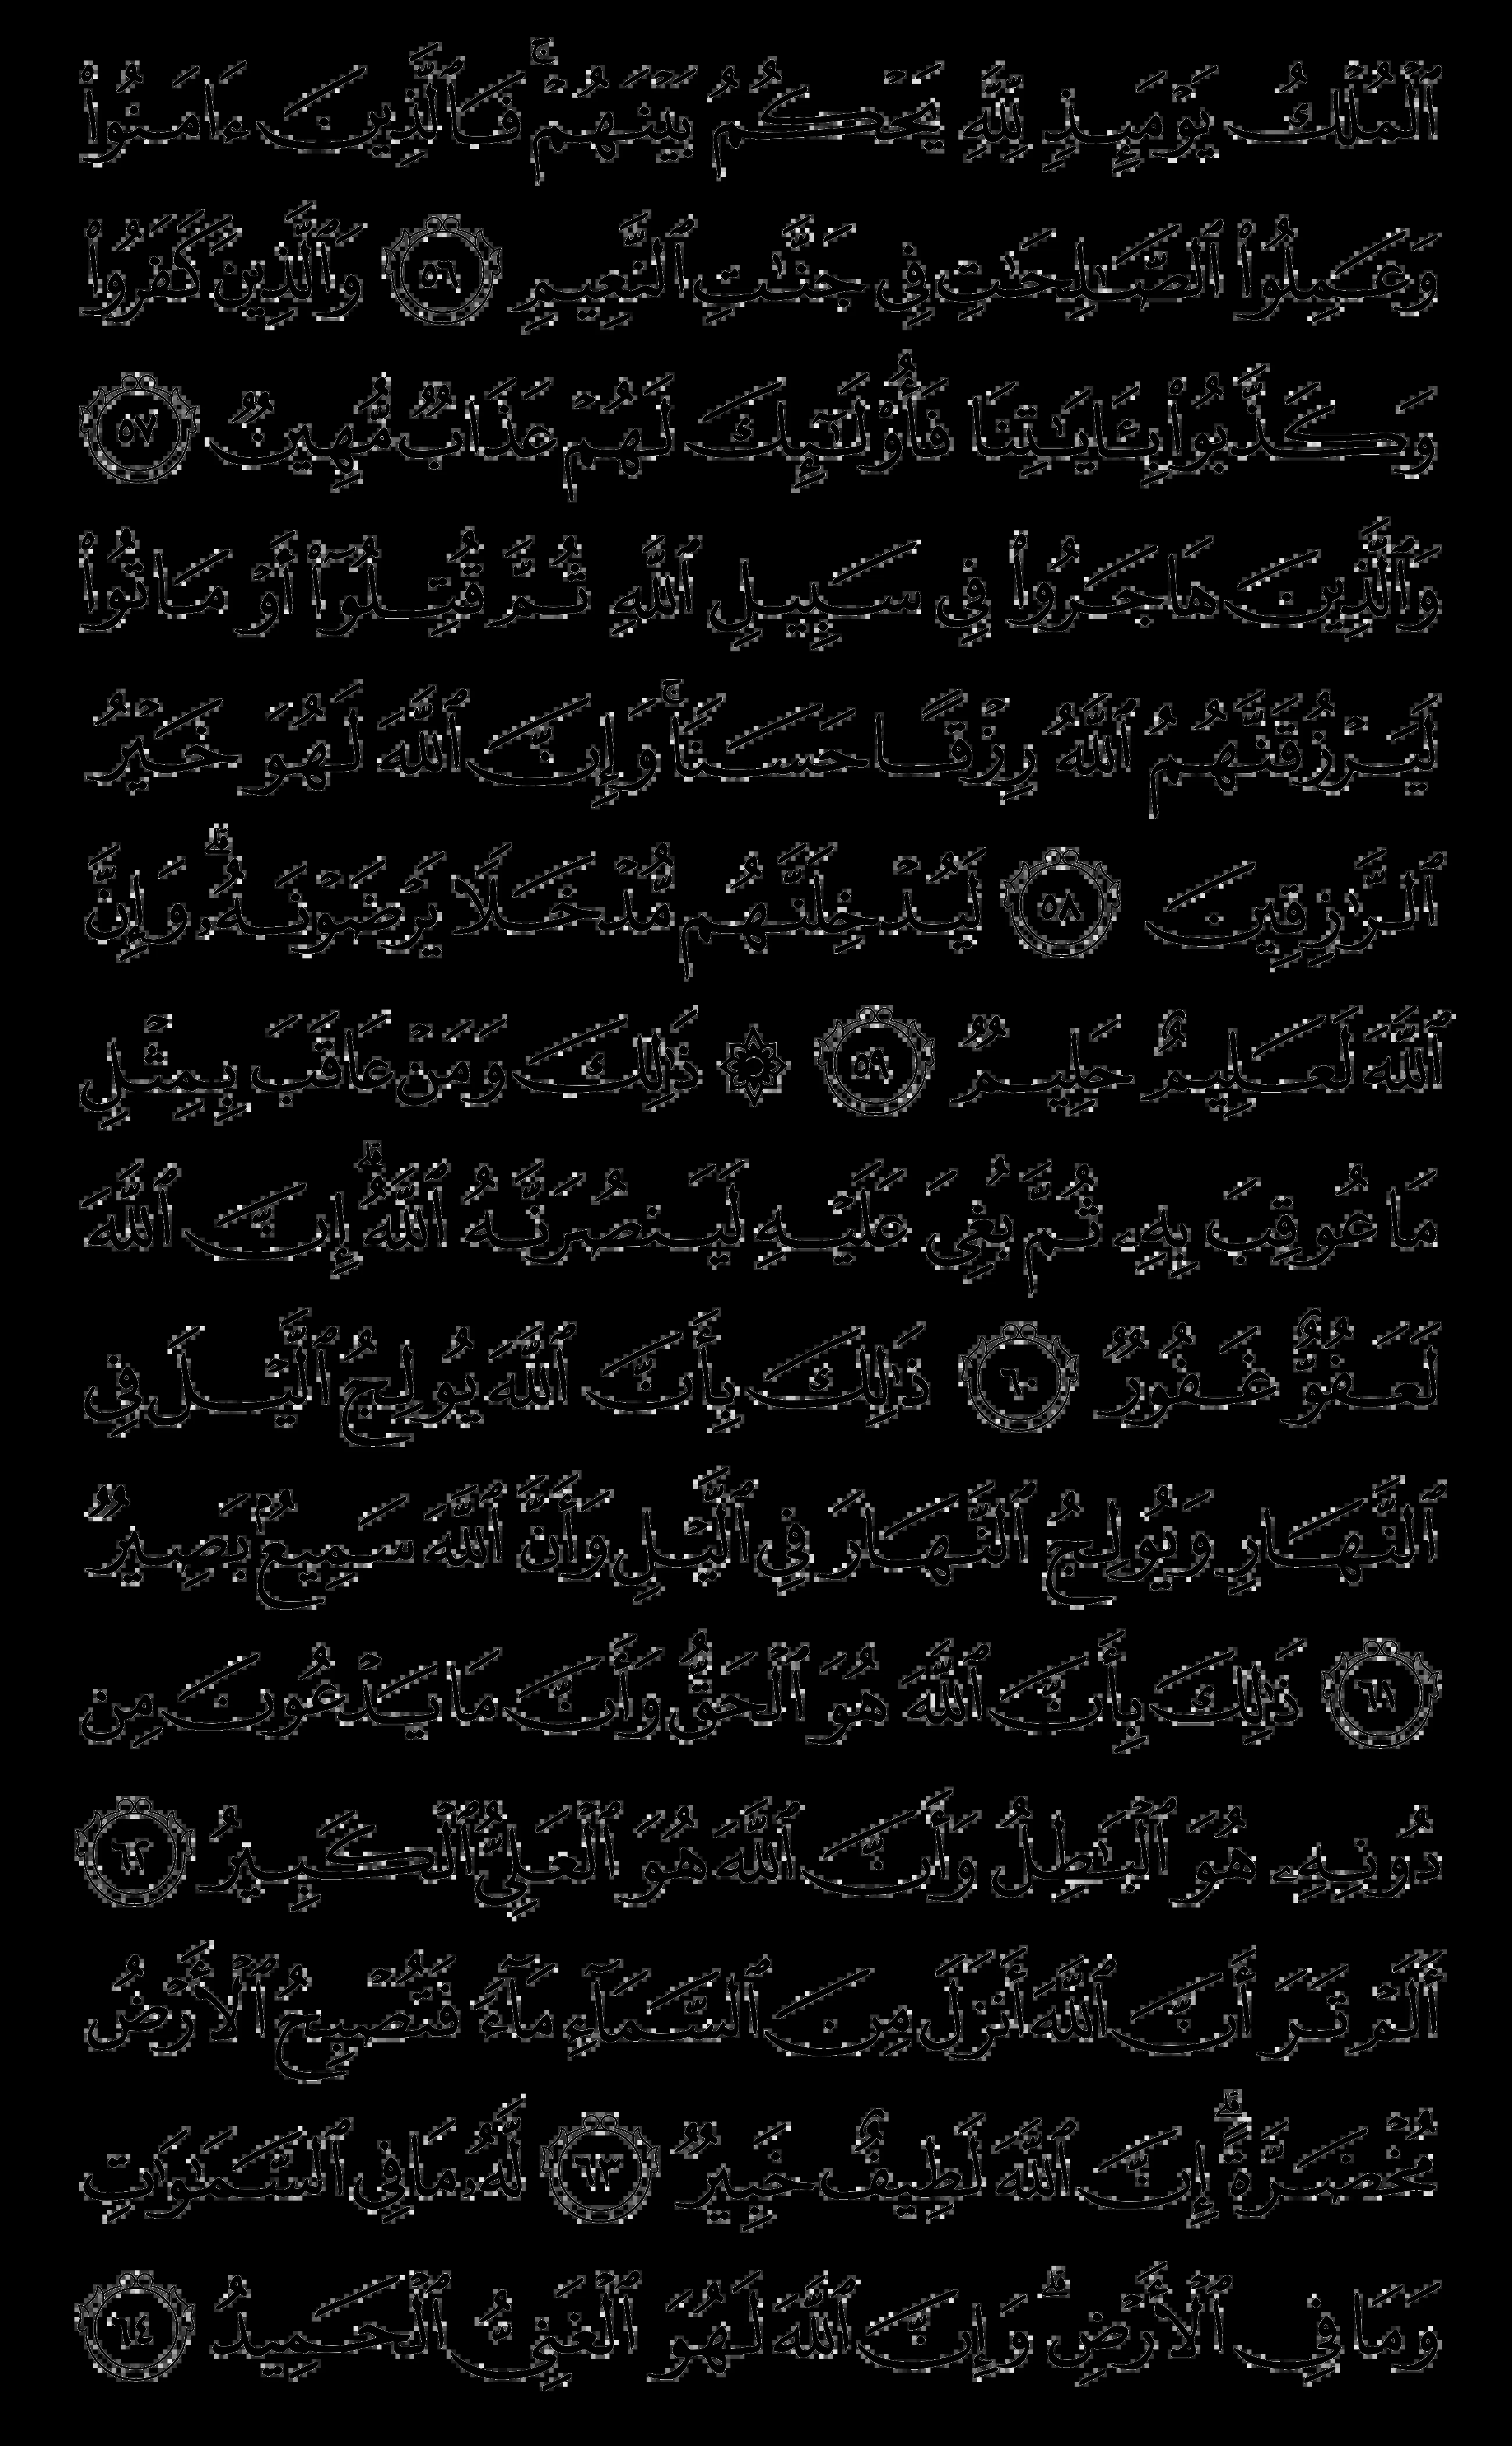 ٱلْمُلْكُ يَوْمَئِذٍ لِّلَّهِ يَحْكُمُ بَيْنَهُمْ ۚ فَٱلَّذِينَ ءَامَنُوا۟
وَعَمِلُوا۟ ٱلصَّـٰلِحَـٰتِ فِى جَنَّـٰتِ ٱلنَّعِيمِ ٥٦ وَٱلَّذِينَ كَفَرُوا۟
وَكَذَّبُوا۟ بِـَٔايَـٰتِنَا فَأُو۟لَـٰٓئِكَ لَهُمْ عَذَابٌ مُّهِينٌ ٥٧
وَٱلَّذِينَ هَاجَرُوا۟ فِى سَبِيلِ ٱللَّهِ ثُمَّ قُتِلُوٓا۟ أَوْ مَاتُوا۟
لَيَرْزُقَنَّهُمُ ٱللَّهُ رِزْقًا حَسَنًا ۚ وَإِنَّ ٱللَّهَ لَهُوَ خَيْرُ
ٱلرَّٰزِقِينَ ٥٨ لَيُدْخِلَنَّهُم مُّدْخَلًا يَرْضَوْنَهُۥ ۗ وَإِنَّ
ٱللَّهَ لَعَلِيمٌ حَلِيمٌ ٥٩ ۞ ذَٰلِكَ وَمَنْ عَاقَبَ بِمِثْلِ
مَا عُوقِبَ بِهِۦ ثُمَّ بُغِىَ عَلَيْهِ لَيَنصُرَنَّهُ ٱللَّهُ ۗ إِنَّ ٱللَّهَ
لَعَفُوٌّ غَفُورٌ ٦٠ ذَٰلِكَ بِأَنَّ ٱللَّهَ يُولِجُ ٱلَّيْلَ فِى
ٱلنَّهَارِ وَيُولِجُ ٱلنَّهَارَ فِى ٱلَّيْلِ وَأَنَّ ٱللَّهَ سَمِيعٌۢ بَصِيرٌ
٦١ ذَٰلِكَ بِأَنَّ ٱللَّهَ هُوَ ٱلْحَقُّ وَأَنَّ مَا يَدْعُونَ مِن
دُونِهِۦ هُوَ ٱلْبَـٰطِلُ وَأَنَّ ٱللَّهَ هُوَ ٱلْعَلِىُّ ٱلْكَبِيرُ ٦٢
أَلَمْ تَرَ أَنَّ ٱللَّهَ أَنزَلَ مِنَ ٱلسَّمَآءِ مَآءً فَتُصْبِحُ ٱلْأَرْضُ
مُخْضَرَّةً ۗ إِنَّ ٱللَّهَ لَطِيفٌ خَبِيرٌ ٦٣ لَّهُۥ مَا فِى ٱلسَّمَـٰوَٰتِ
وَمَا فِى ٱلْأَرْضِ ۗ وَإِنَّ ٱللَّهَ لَهُوَ ٱلْغَنِىُّ ٱلْحَمِيدُ ٦٤